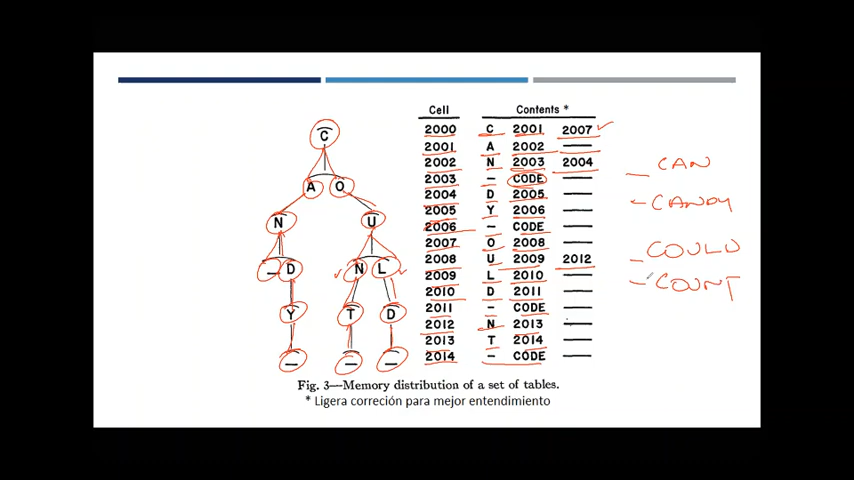 Cell Contents *
2000 C 2001 2007
2001 A 2002 —
2002 N 2003 2004
2003 – CODE —
2004 D 2005 —
2005 Y 2006 —
2006 – CODE —
2007 O 2008 —
2008 U 2009 2012
2009 L 2010 —
2010 D 2011 —
2011 – CODE —
2012 N 2013 —
2013 T 2014 —
2014 – CODE —
C
A O
N U
– D N L
Y T D
– – –
– CAN
– CANDY
– COULD
– COUNT
Fig. 3—Memory distribution of a set of tables.
* Ligera correción para mejor entendimiento